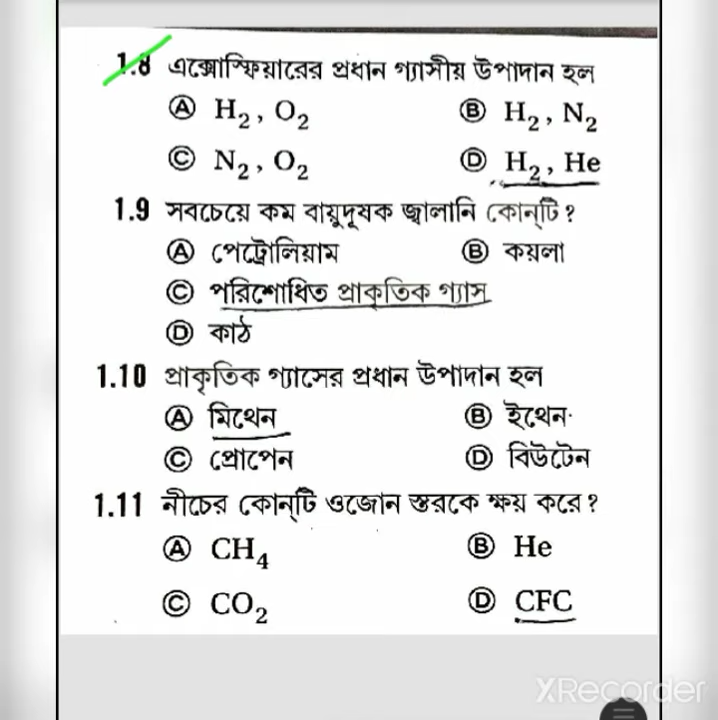 1.8 এক্সোস্ফিয়ারের প্রধান গ্যাসীয় উপাদান হল
Ⓐ H₂, O₂ Ⓑ H₂, N₂
Ⓒ N₂, O₂ Ⓓ H₂, He
1.9 সবচেয়ে কম বায়ুদূষক জ্বালানি কোন্‌টি?
Ⓐ পেট্রোলিয়াম Ⓑ কয়লা
Ⓒ পরিশোধিত প্রাকৃতিক গ্যাস
Ⓓ কাঠ
1.10 প্রাকৃতিক গ্যাসের প্রধান উপাদান হল
Ⓐ মিথেন Ⓑ ইথেন
Ⓒ প্রোপেন Ⓓ বিউটেন
1.11 নীচের কোন্‌টি ওজোন স্তরকে ক্ষয় করে?
Ⓐ CH₄ Ⓑ He
Ⓒ CO₂ Ⓓ CFC
XRecorder